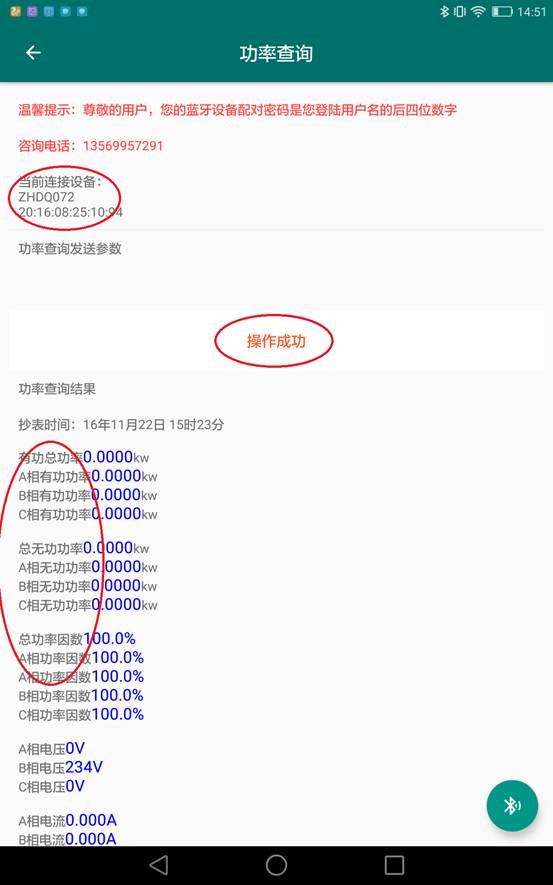 14:51
功率查询
温馨提示：尊敬的用户，您的蓝牙设备配对密码是您登陆用户名的后四位数字
咨询电话：13569957291
当前连接设备：
ZHDQ072
20:16:08:25:10:94
功率查询发送参数
操作成功
功率查询结果
抄表时间：16年11月22日 15时23分
有功总功率0.0000kw
A相有功功率0.0000kw
B相有功功率0.0000kw
C相有功功率0.0000kw
总无功功率0.0000kw
A相无功功率0.0000kw
B相无功功率0.0000kw
C相无功功率0.0000kw
总功率因数100.0%
A相功率因数100.0%
A相功率因数100.0%
B相功率因数100.0%
C相功率因数100.0%
A相电压0V
B相电压234V
C相电压0V
A相电流0.000A
B相电流0.000A